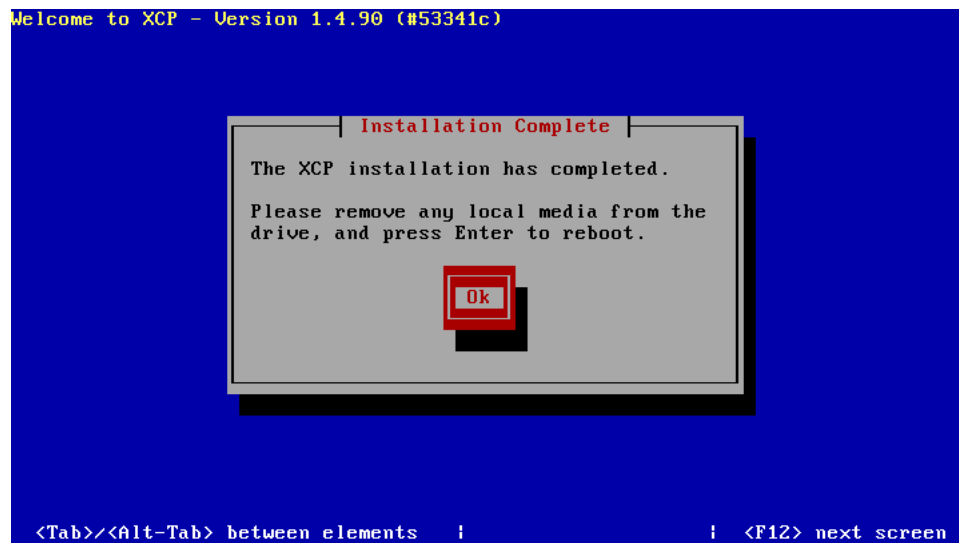 Welcome to XCP - Version 1.4.90 (#53341c)
Installation Complete
The XCP installation has completed.
Please remove any local media from the
drive, and press Enter to reboot.
Ok
<Tab>/<Alt-Tab> between elements | | <F12> next screen